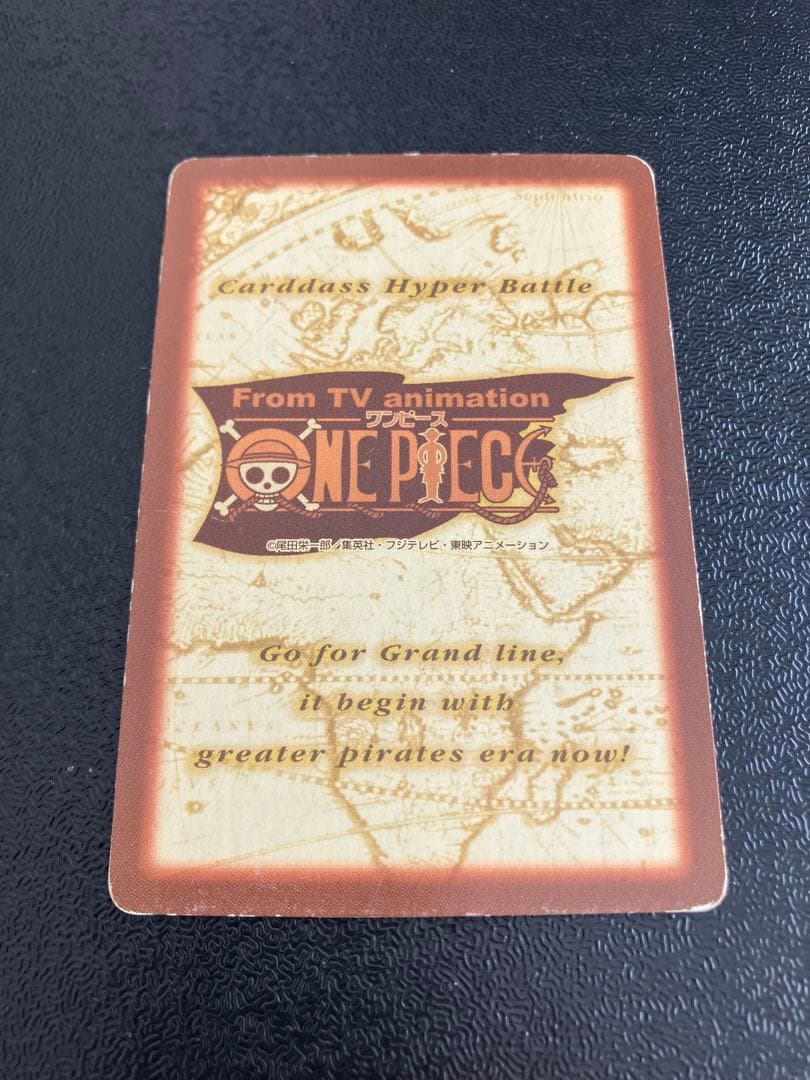 Septentrio
Carddass Hyper Battle
From TV animation
ワンピース
ONE PIECE
©尾田栄一郎／集英社・フジテレビ・東映アニメーション
Go for Grand line,
it begin with
greater pirates era now!